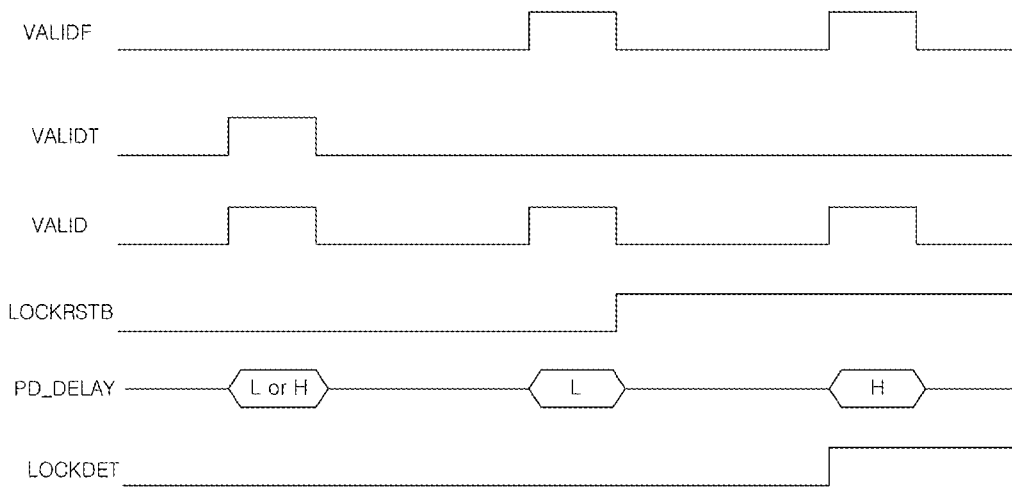 VALIDF
VALIDT
VALID
LOCKRSTB
PD_DELAY L or H L H
LOCKDET